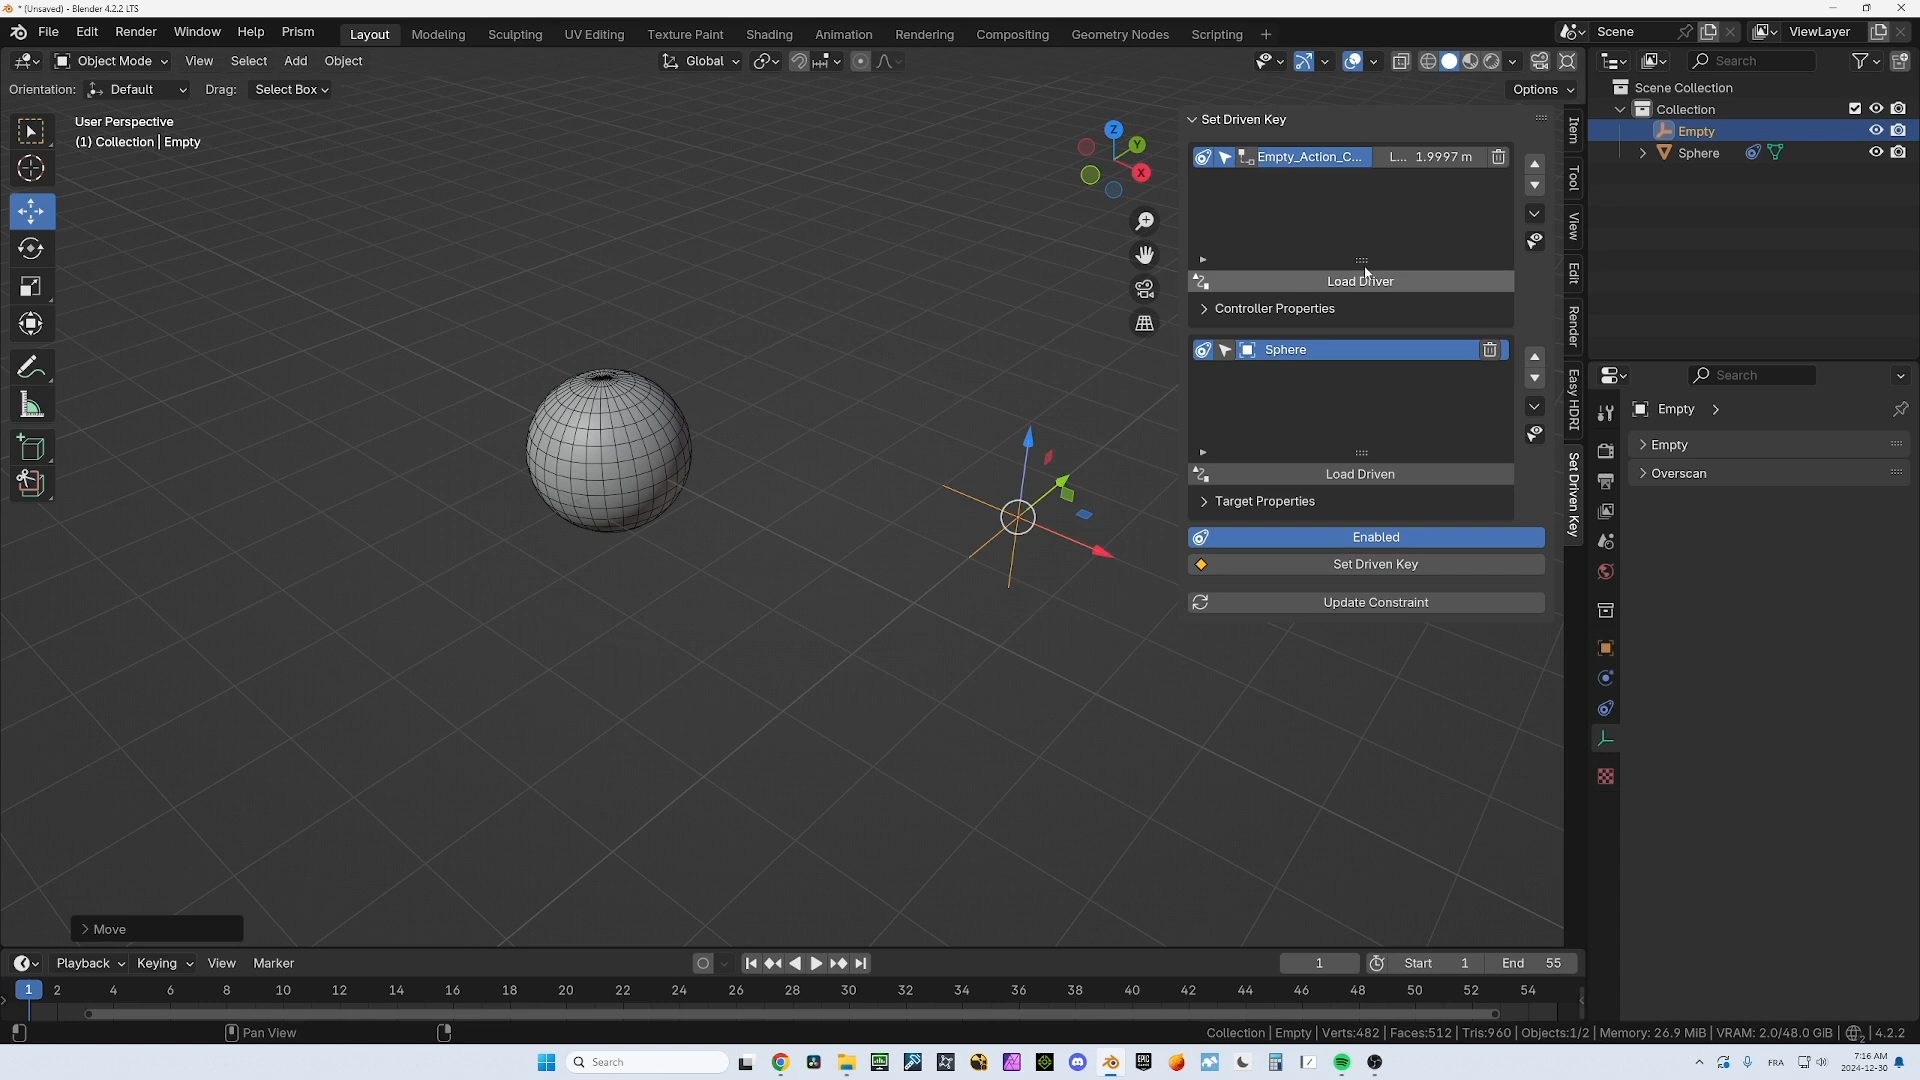 * (Unsaved) - Blender 4.2.2 LTS
File Edit Render Window Help Prism Layout Modeling Sculpting UV Editing Texture Paint Shading Animation Rendering Compositing Geometry Nodes Scripting + Scene ViewLayer
Object Mode View Select Add Object Global Search
Orientation: Default Drag: Select Box Options
User Perspective
(1) Collection | Empty
Z
Y
X
Set Driven Key
Empty_Action_C... L... 1.9997 m
Load Driver
Controller Properties
Sphere
Load Driven
Target Properties
Enabled
Set Driven Key
Update Constraint
Item
Tool
View
Edit
Render
Easy HDRI
Set Driven Key
Scene Collection
Collection
Empty
Sphere
Search
Empty
Empty
Overscan
Move
Playback Keying View Marker 1 Start 1 End 55
1 2 4 6 8 10 12 14 16 18 20 22 24 26 28 30 32 34 36 38 40 42 44 46 48 50 52 54
Pan View
Collection | Empty | Verts:482 | Faces:512 | Tris:960 | Objects:1/2 | Memory: 26.9 MiB | VRAM: 2.0/48.0 GiB | 4.2.2
Search
FRA
7:16 AM
2024-12-30